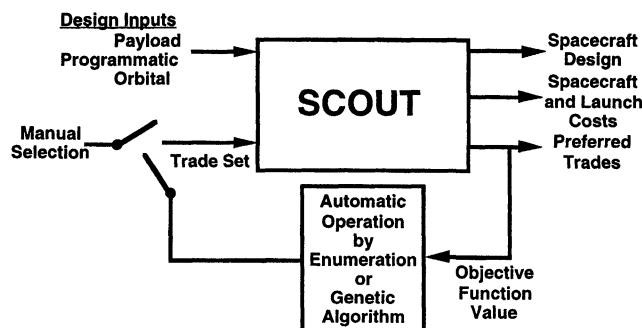 Design Inputs
Payload
Programmatic
Orbital
Manual
Selection
Trade Set
SCOUT
Spacecraft
Design
Spacecraft
and Launch
Costs
Preferred
Trades
Automatic
Operation
by
Enumeration
or
Genetic
Algorithm
Objective
Function
Value